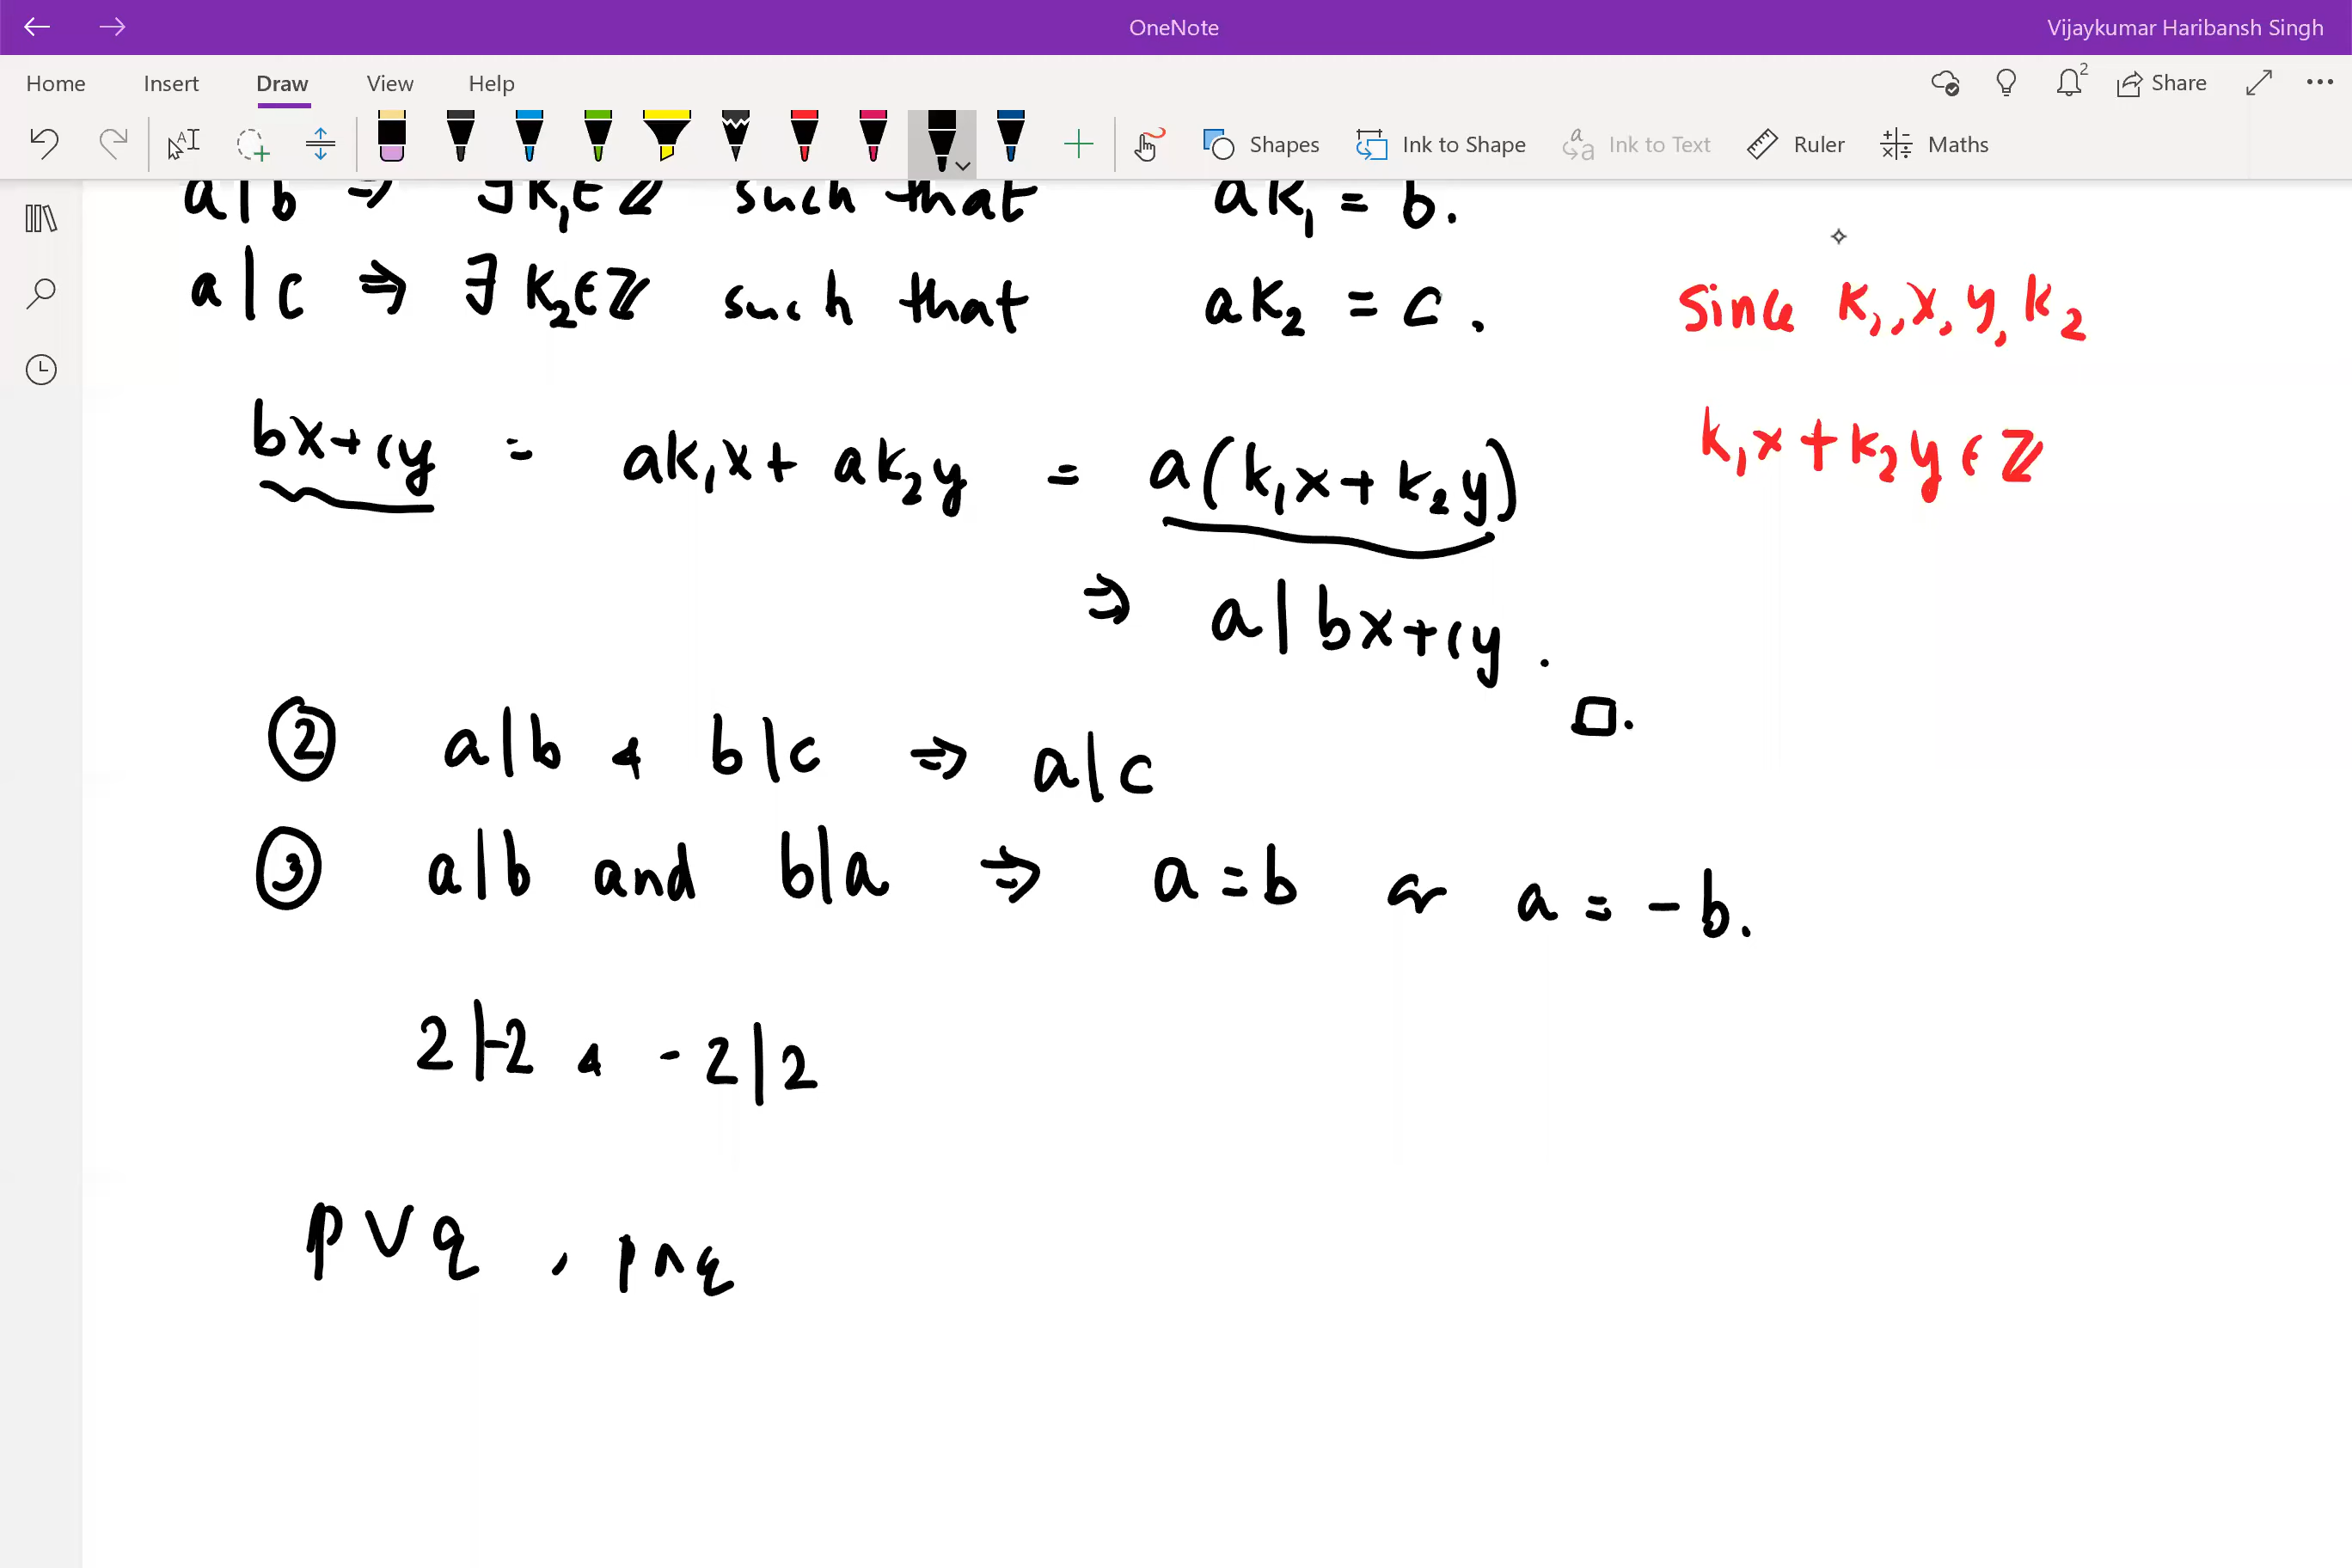 OneNote
Vijaykumar Haribansh Singh
Home Insert Draw View Help
2 Share
Shapes Ink to Shape Ink to Text Ruler Maths
a|b ⇒ ∃k₁∈ℤ such that ak₁ = b.
a|c ⇒ ∃k₂∈ℤ such that ak₂ = c.
Since k₁, x, y, k₂
bx+cy = ak₁x + ak₂y = a(k₁x + k₂y)
k₁x + k₂y ∈ ℤ
⇒ a|bx+cy.
□.
② a|b & b|c ⇒ a|c
③ a|b and b|a ⇒ a = b or a = -b.
2|-2 & -2|2
p∨q, p∧q